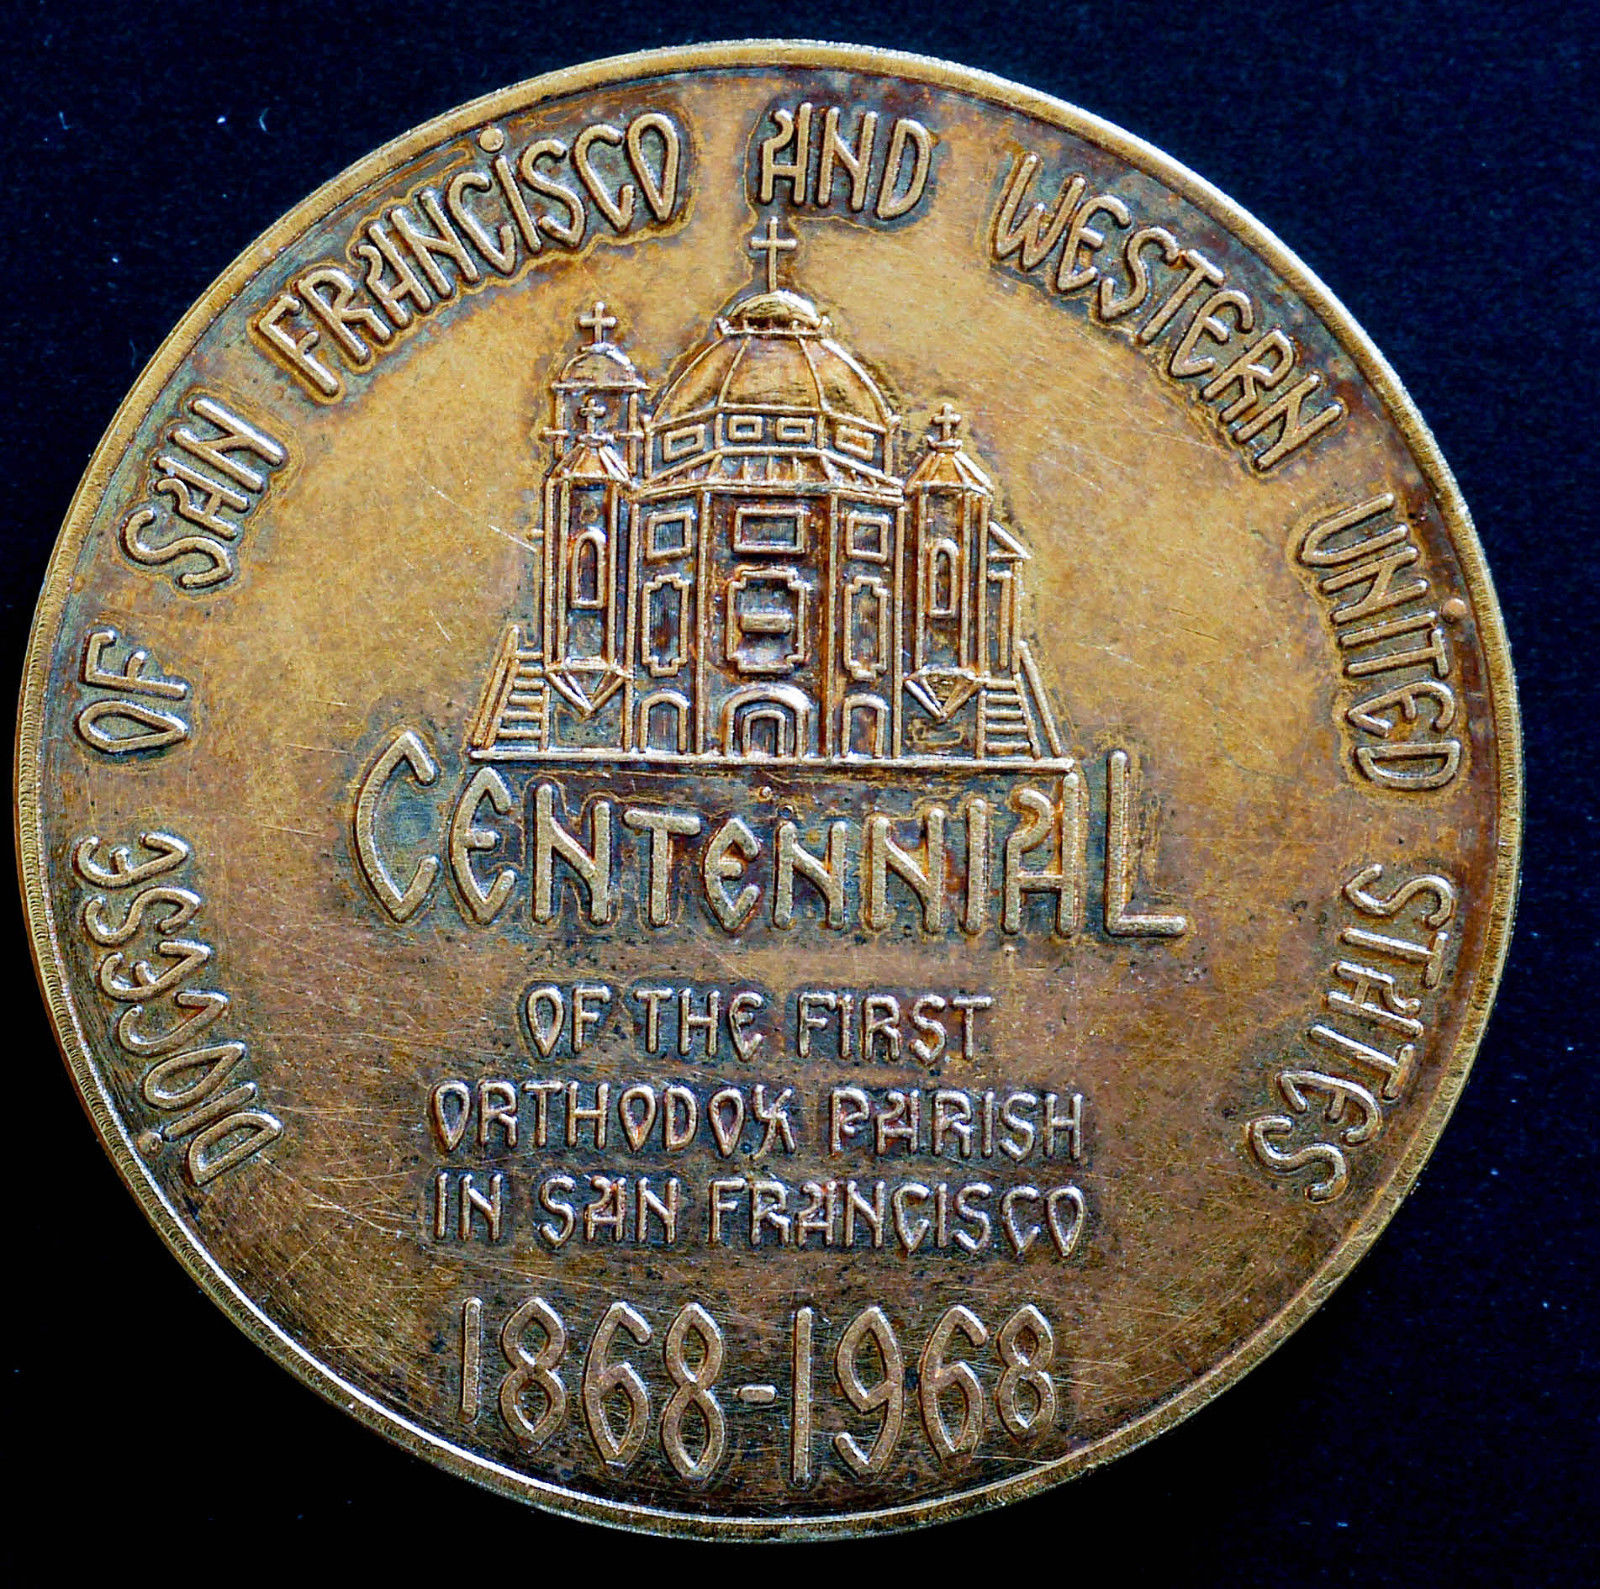 DIOCESE OF SAN FRANCISCO AND WESTERN UNITED STATES
CENTENNIAL
OF THE FIRST
ORTHODOX PARISH
IN SAN FRANCISCO
1868-1968